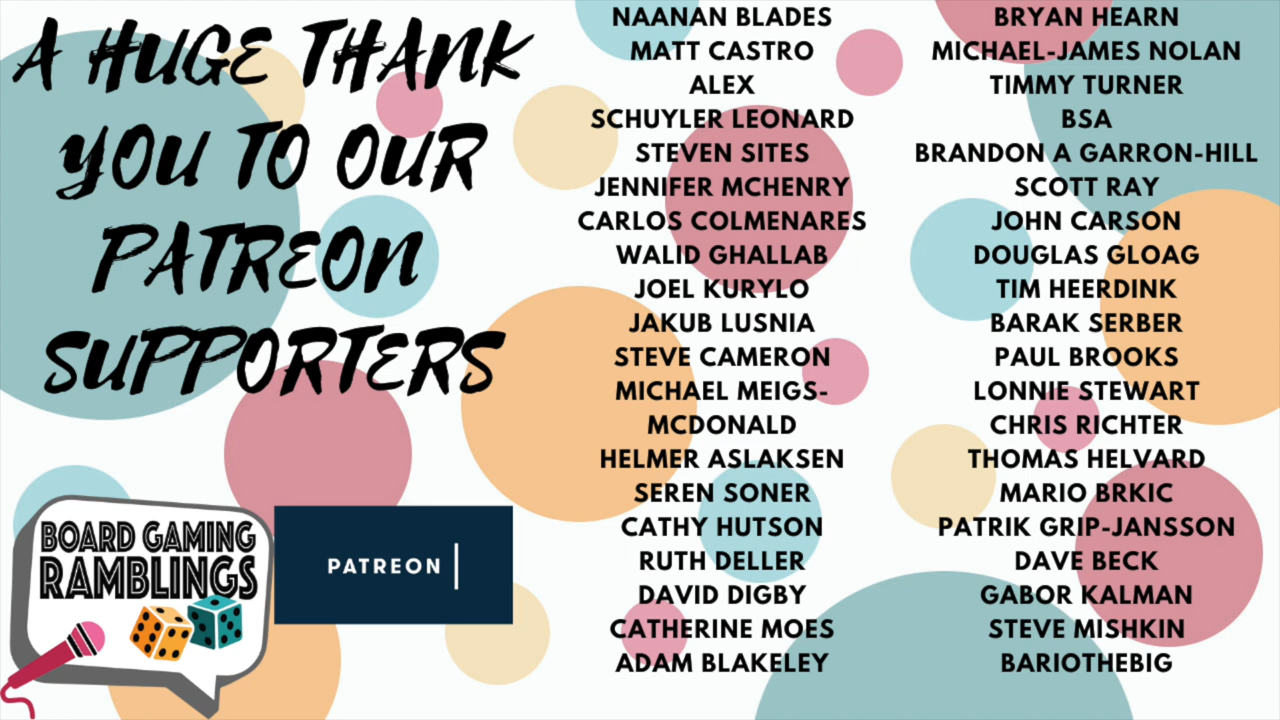 A HUGE THANK
YOU TO OUR
PATREON
SUPPORTERS
BOARD GAMING
RAMBLINGS
PATREON
NAANAN BLADES
MATT CASTRO
ALEX
SCHUYLER LEONARD
STEVEN SITES
JENNIFER MCHENRY
CARLOS COLMENARES
WALID GHALLAB
JOEL KURYLO
JAKUB LUSNIA
STEVE CAMERON
MICHAEL MEIGS-
MCDONALD
HELMER ASLAKSEN
SEREN SONER
CATHY HUTSON
RUTH DELLER
DAVID DIGBY
CATHERINE MOES
ADAM BLAKELEY
BRYAN HEARN
MICHAEL-JAMES NOLAN
TIMMY TURNER
BSA
BRANDON A GARRON-HILL
SCOTT RAY
JOHN CARSON
DOUGLAS GLOAG
TIM HEERDINK
BARAK SERBER
PAUL BROOKS
LONNIE STEWART
CHRIS RICHTER
THOMAS HELVARD
MARIO BRKIC
PATRIK GRIP-JANSSON
DAVE BECK
GABOR KALMAN
STEVE MISHKIN
BARIOTHEBIG